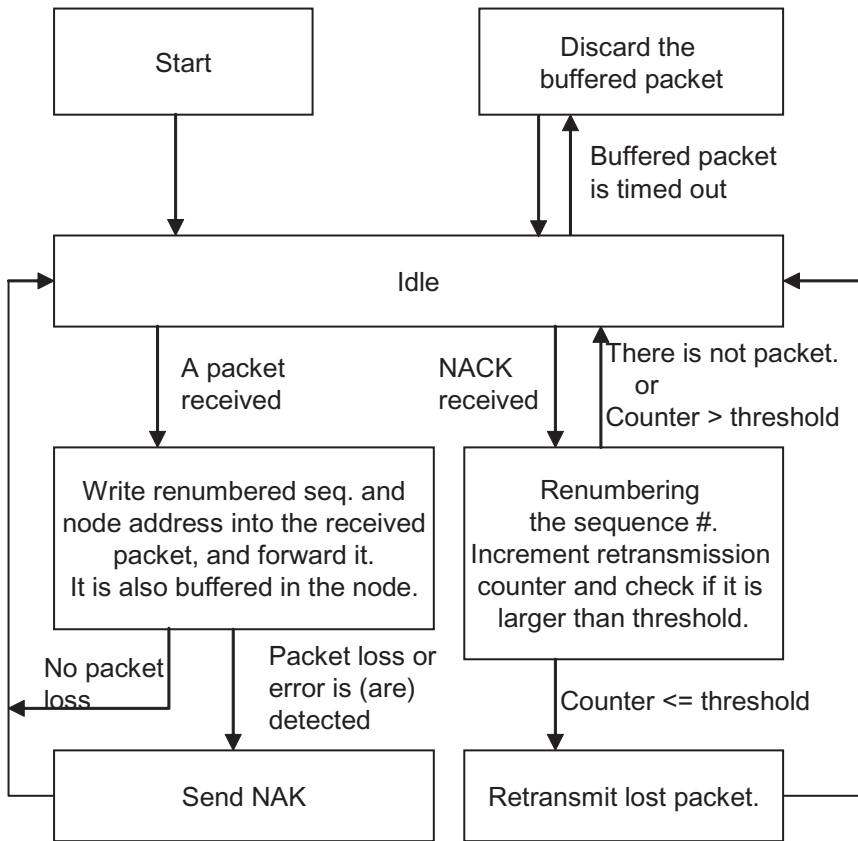 Start
Discard the
buffered packet
Buffered packet
is timed out
Idle
A packet
received
NACK
received
There is not packet.
or
Counter > threshold
Write renumbered seq. and
node address into the received
packet, and forward it.
It is also buffered in the node.
Renumbering
the sequence #.
Increment retransmission
counter and check if it is
larger than threshold.
No packet
loss
Packet loss or
error is (are)
detected
Counter <= threshold
Send NAK
Retransmit lost packet.